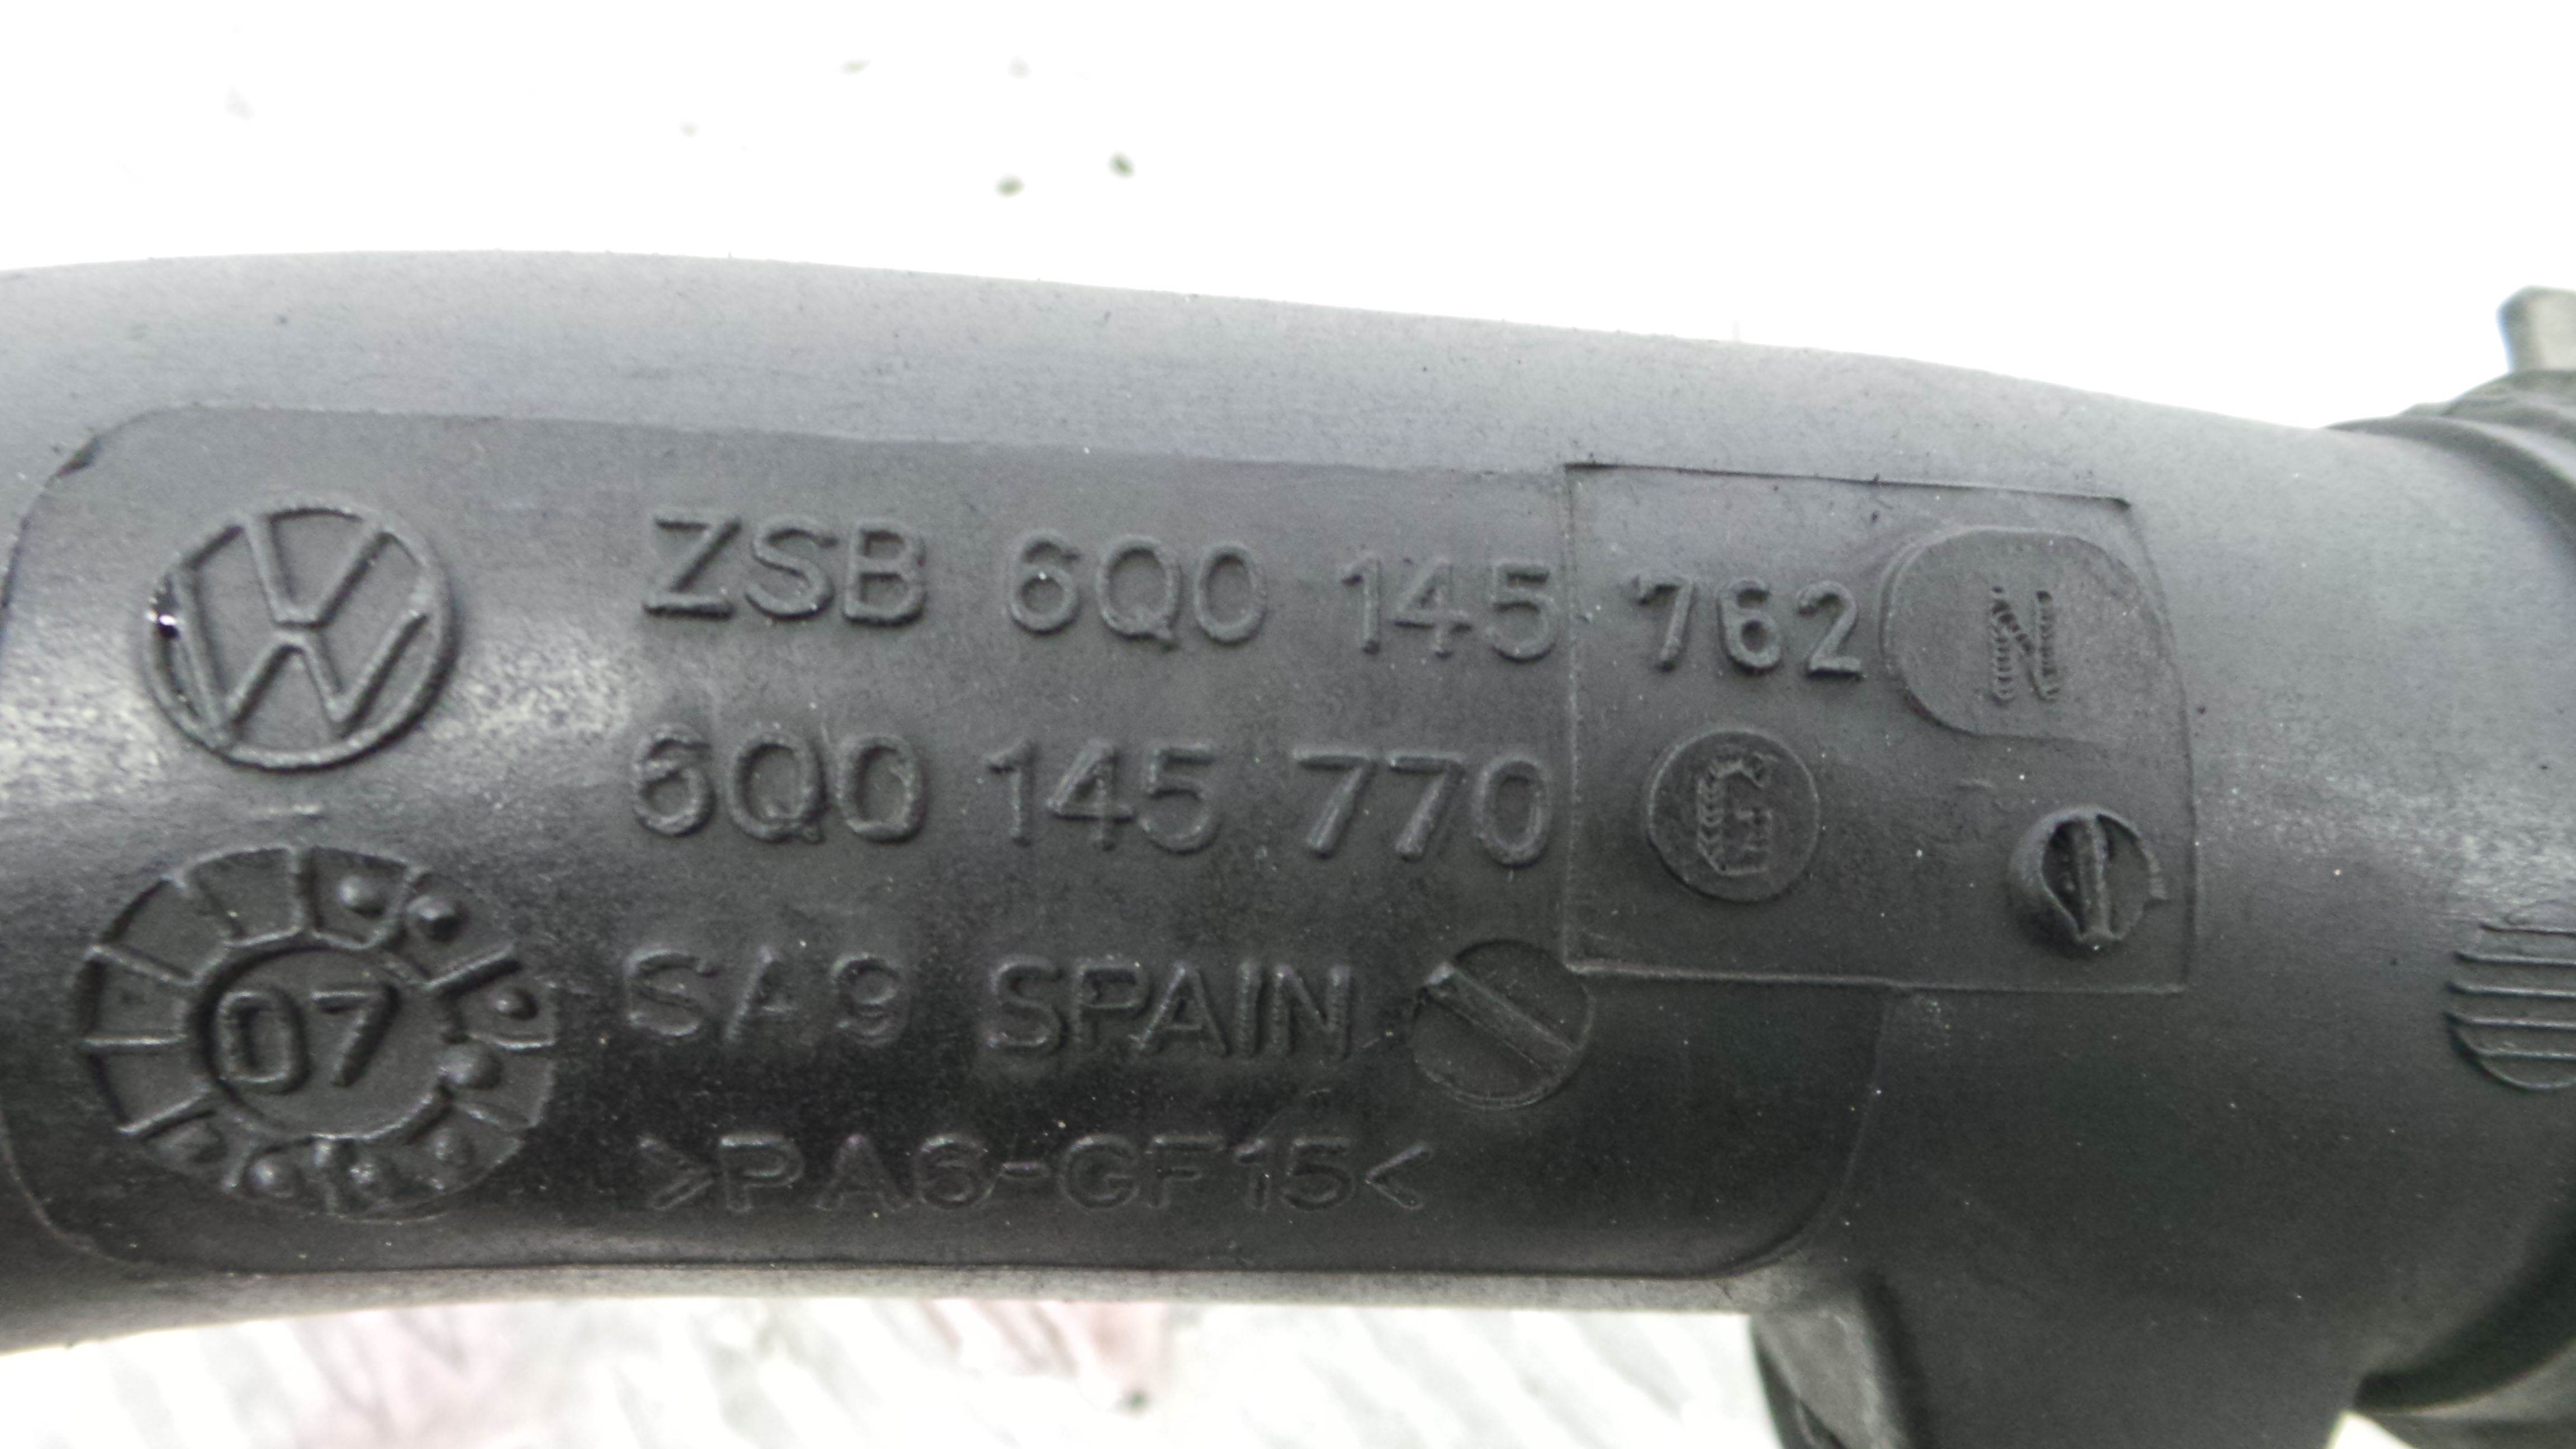 ZSB 6Q0 145 762 N
6Q0 145 770 G
SA9 SPAIN
07
>PA6-GF15<